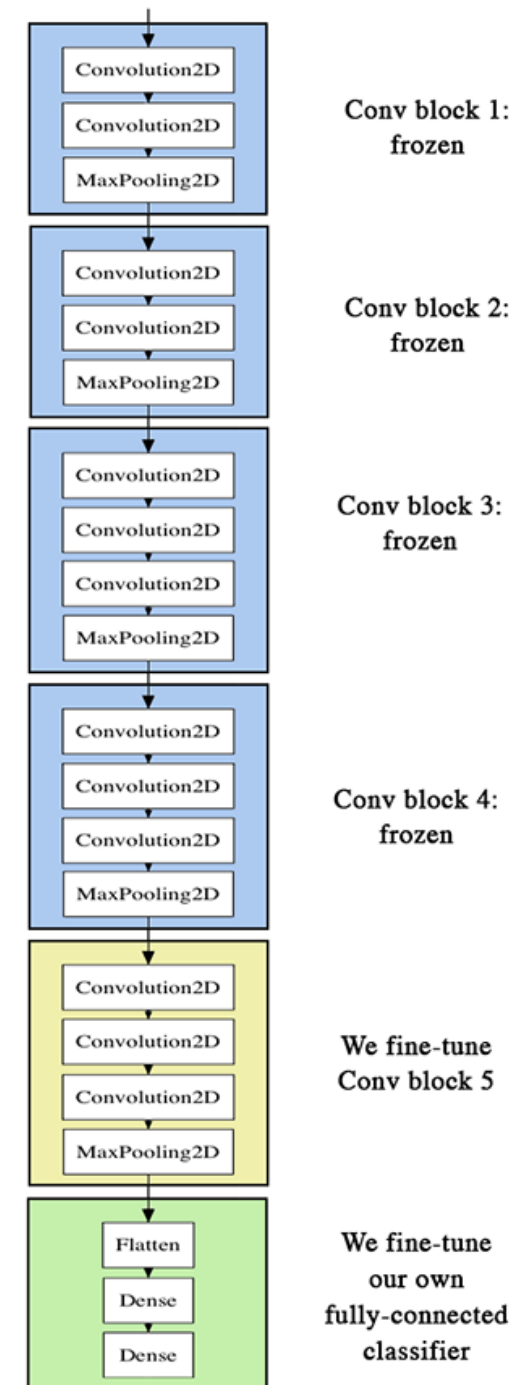 Convolution2D
Convolution2D
MaxPooling2D
Conv block 1:
frozen
Convolution2D
Convolution2D
MaxPooling2D
Conv block 2:
frozen
Convolution2D
Convolution2D
Convolution2D
MaxPooling2D
Conv block 3:
frozen
Convolution2D
Convolution2D
Convolution2D
MaxPooling2D
Conv block 4:
frozen
Convolution2D
Convolution2D
Convolution2D
MaxPooling2D
We fine-tune
Conv block 5
Flatten
Dense
Dense
We fine-tune
our own
fully-connected
classifier